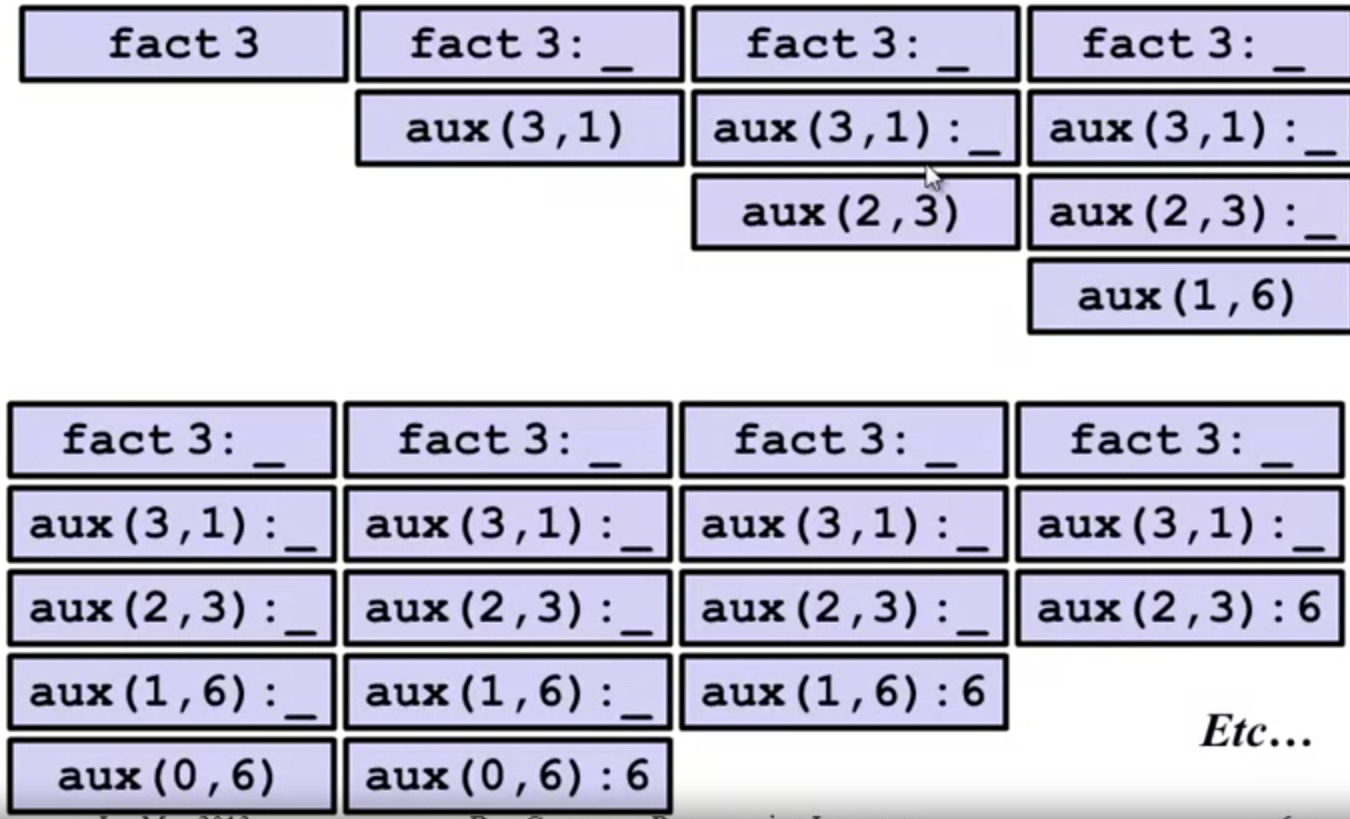 fact 3 fact 3: _ fact 3: _ fact 3: _
aux(3,1) aux(3,1):_ aux(3,1):_
aux(2,3) aux(2,3):_
aux(1,6)
fact 3: _ fact 3: _ fact 3: _ fact 3: _
aux(3,1):_ aux(3,1):_ aux(3,1):_ aux(3,1):_
aux(2,3):_ aux(2,3):_ aux(2,3):_ aux(2,3):6
aux(1,6):_ aux(1,6):_ aux(1,6):6
Etc…
aux(0,6) aux(0,6):6